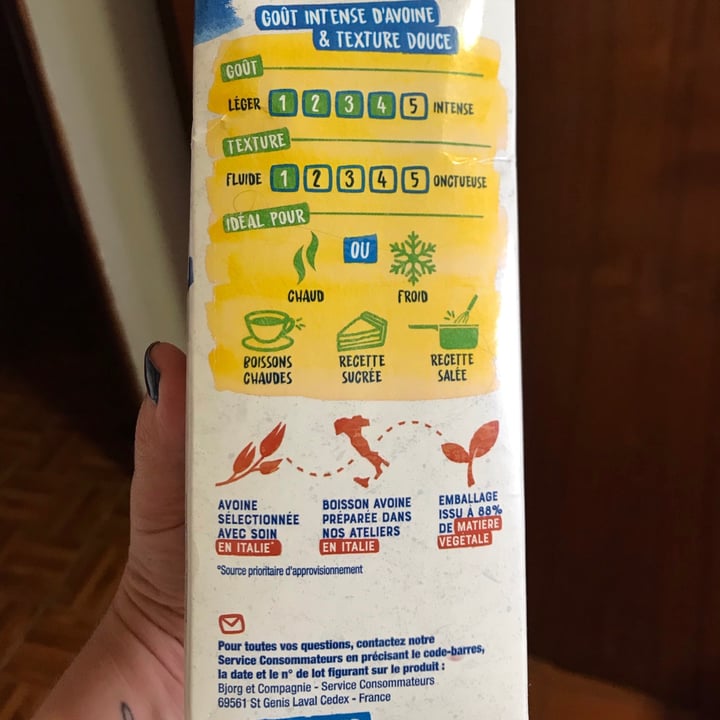 GOÛT INTENSE D'AVOINE
& TEXTURE DOUCE
GOÛT
LÉGER 1 2 3 4 5 INTENSE
TEXTURE
FLUIDE 1 2 3 4 5 ONCTUEUSE
IDÉAL POUR
OU
CHAUD
FROID
BOISSONS
CHAUDES
RECETTE
SUCRÉE
RECETTE
SALÉE
AVOINE
SÉLECTIONNÉE
AVEC SOIN
EN ITALIE*
BOISSON AVOINE
PRÉPARÉE DANS
NOS ATELIERS
EN ITALIE
EMBALLAGE
ISSU À 88%
DE MATIÈRE
VÉGÉTALE
*Source prioritaire d'approvisionnement
Pour toutes vos questions, contactez notre
Service Consommateurs en précisant le code-barres,
la date et le n° de lot figurant sur le produit :
Bjorg et Compagnie - Service Consommateurs
69561 St Genis Laval Cedex - France